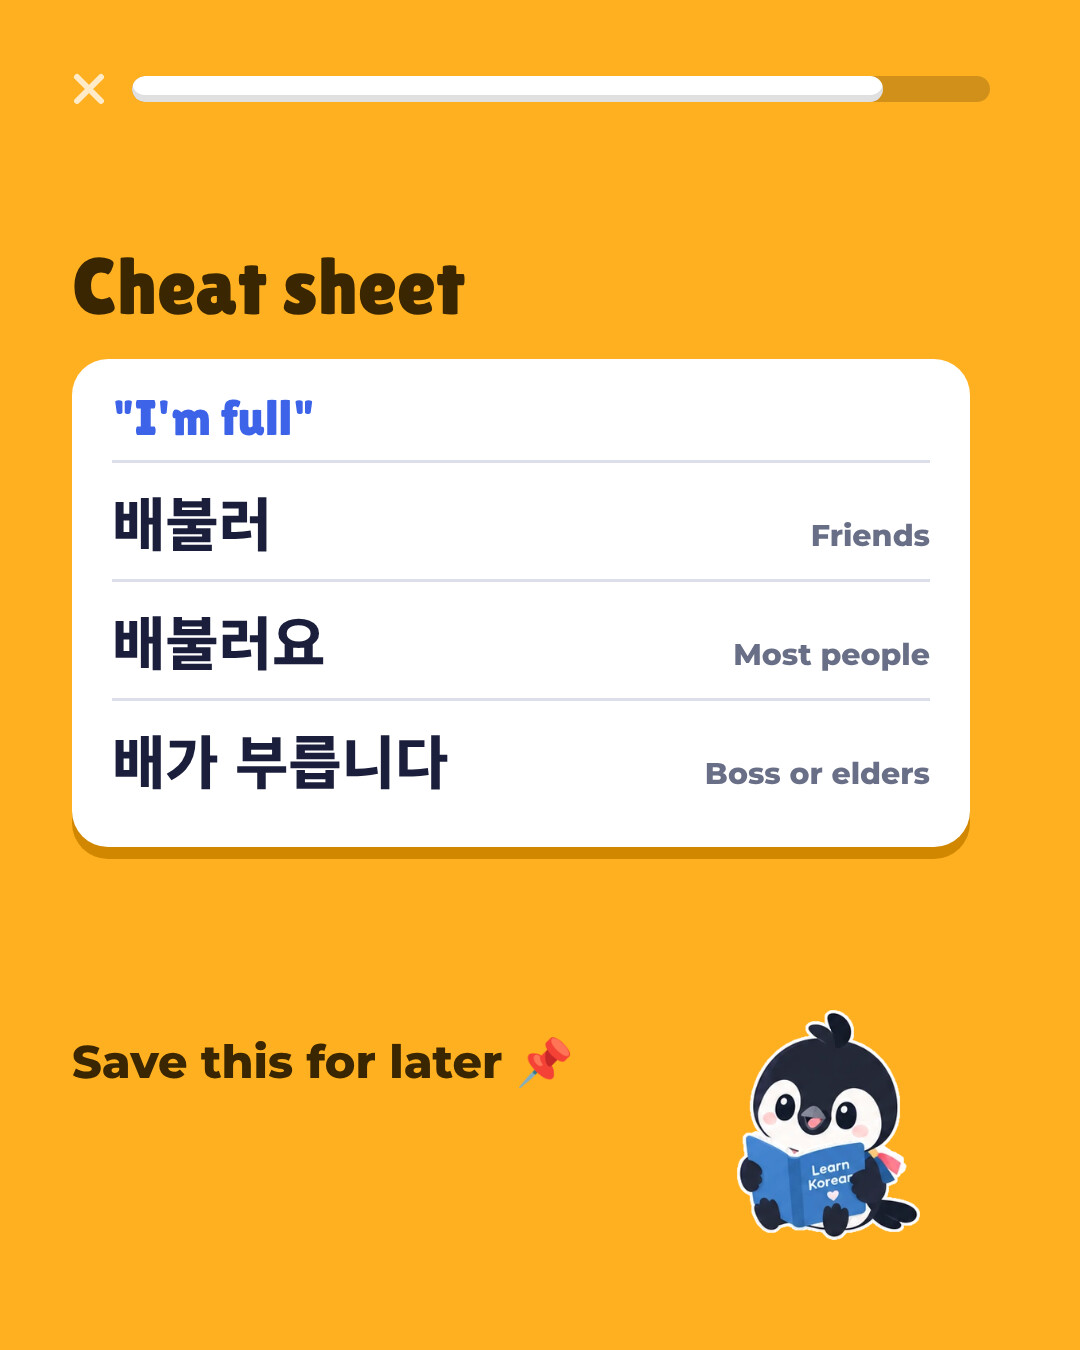 Cheat sheet
"I'm full"
배불러
Friends
배불러요
Most people
배가 부릅니다
Boss or elders
Save this for later 📌
Learn
Korean